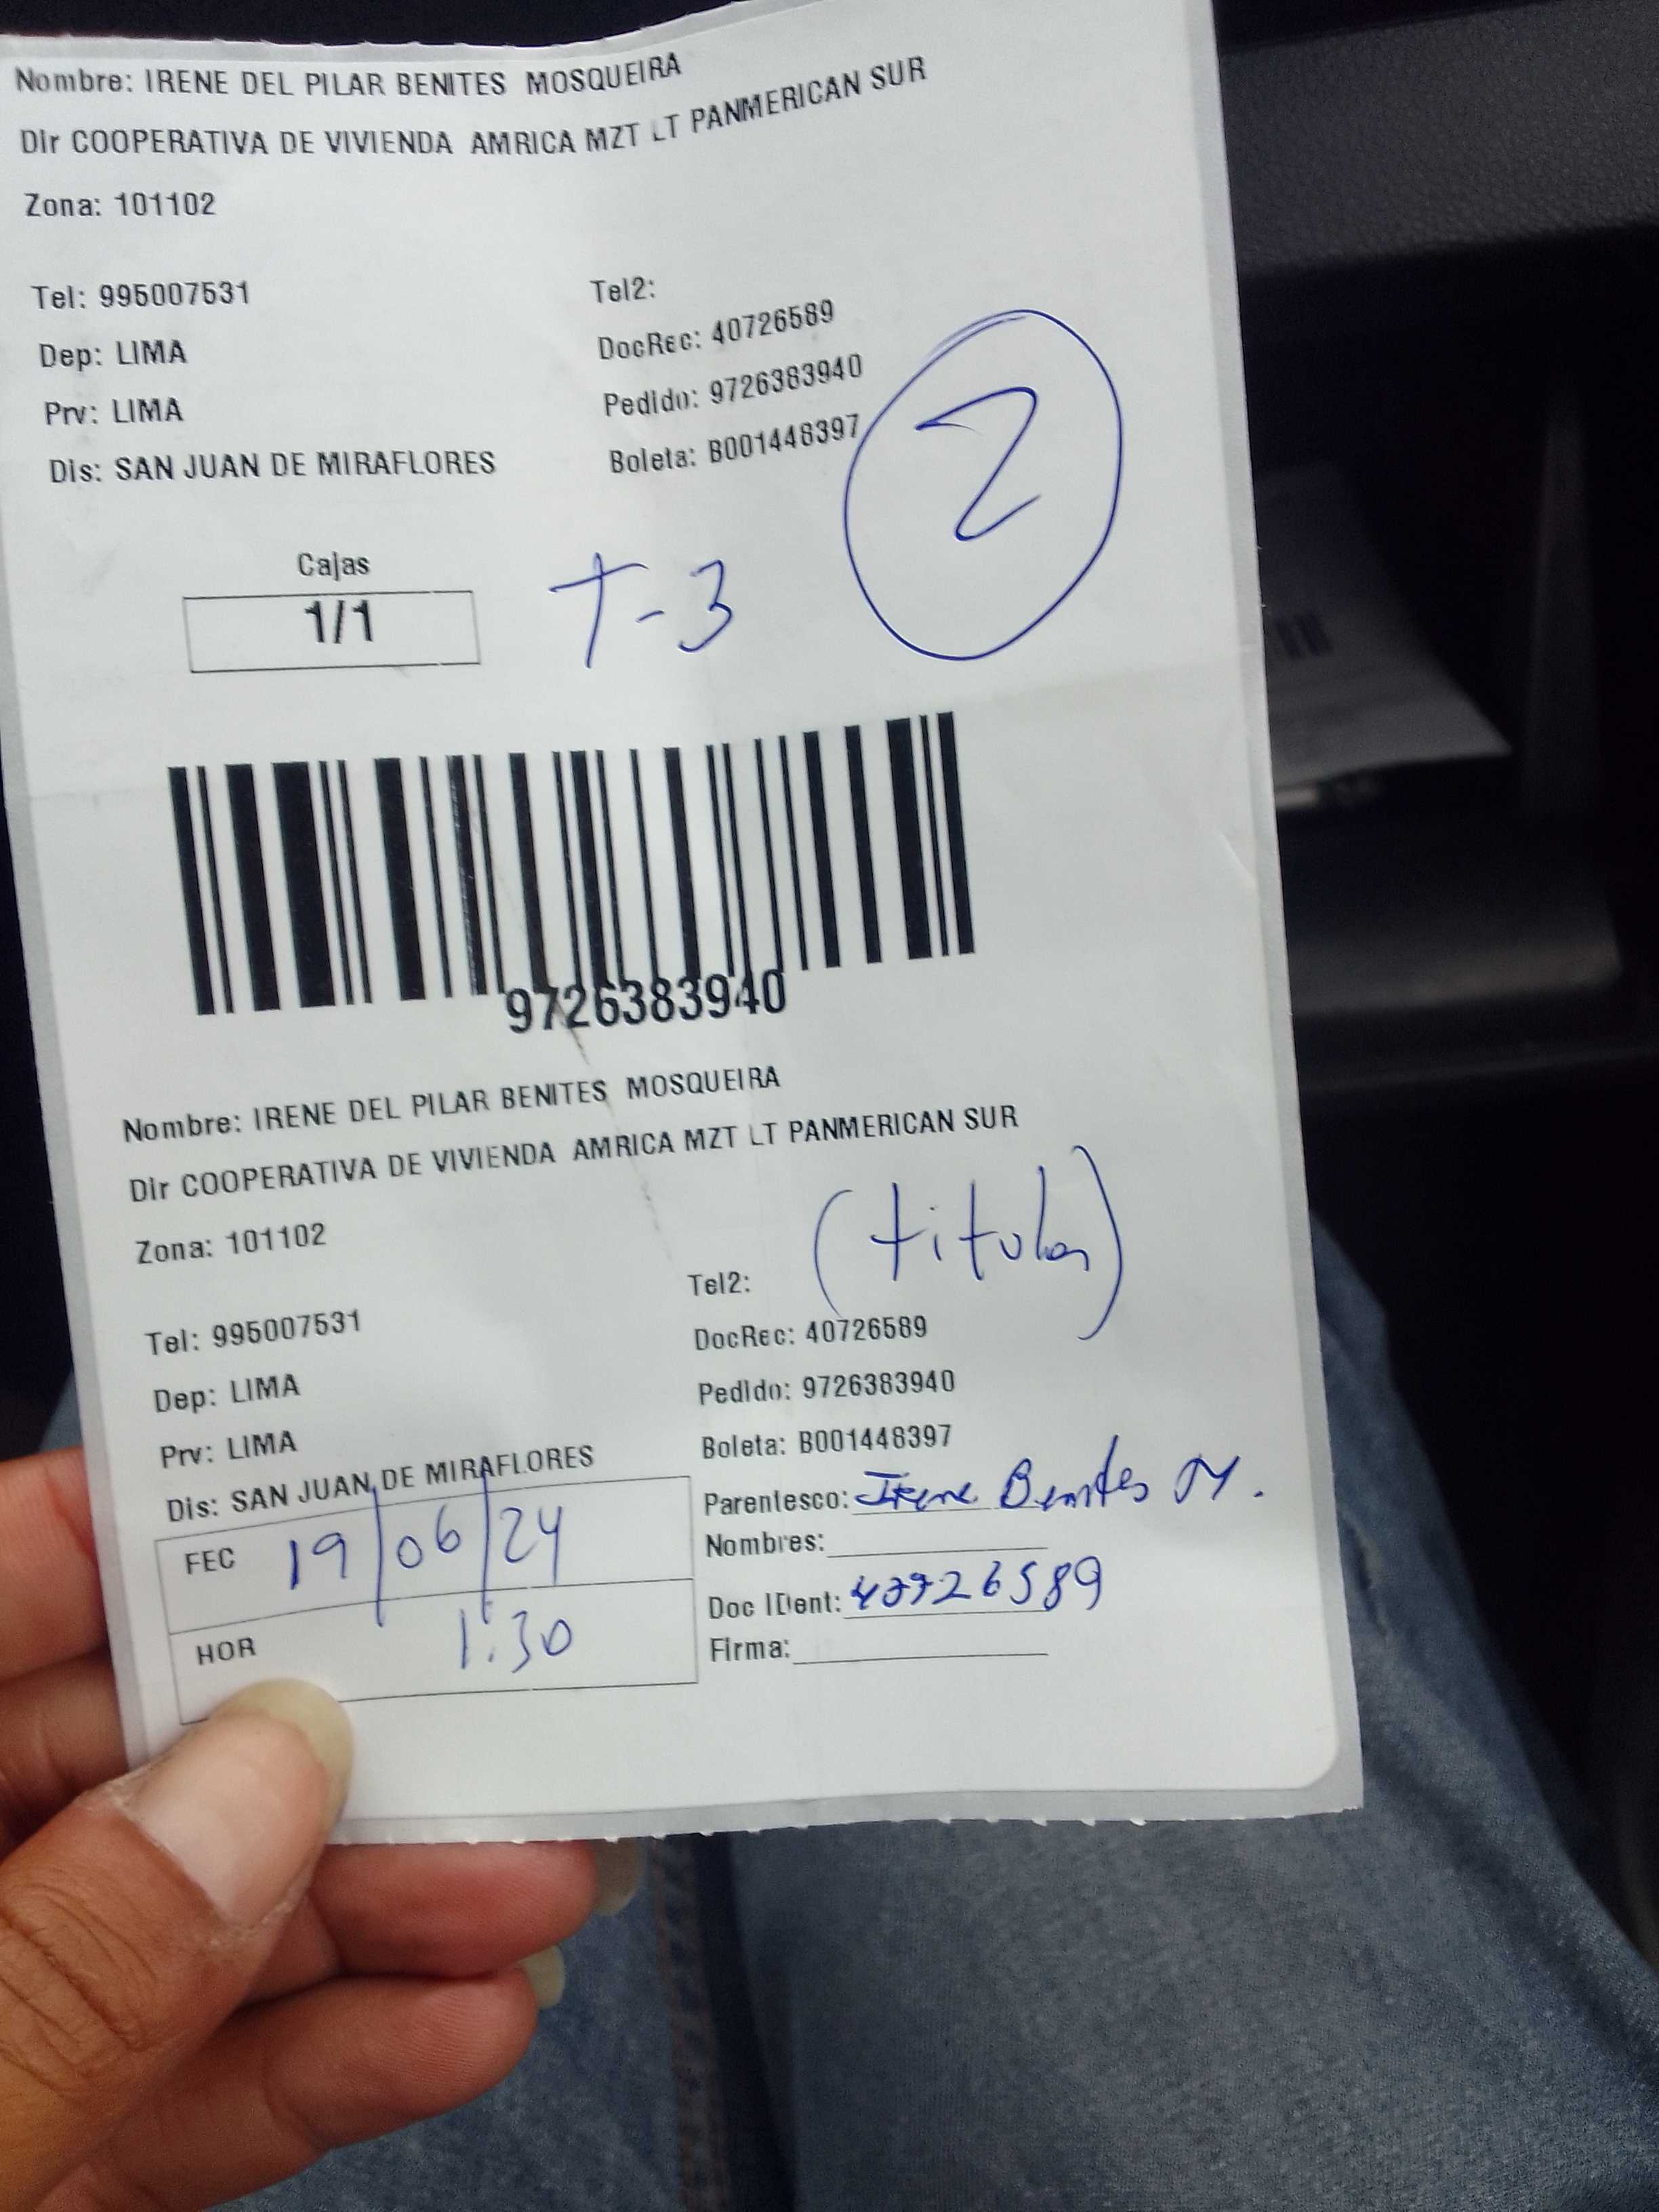 Nombre: IRENE DEL PILAR BENITES MOSQUEIRA
Dir COOPERATIVA DE VIVIENDA AMRICA MZT LT PANMERICAN SUR
Zona: 101102
Tel: 995007531 Tel2:
Dep: LIMA DocRec: 40726589
Prv: LIMA Pedido: 9726383940
Dis: SAN JUAN DE MIRAFLORES Boleta: B001448397
2
Cajas
1/1
T-3
9726383940
Nombre: IRENE DEL PILAR BENITES MOSQUEIRA
Dir COOPERATIVA DE VIVIENDA AMRICA MZT LT PANMERICAN SUR
Zona: 101102
(titular)
Tel: 995007531 Tel2:
Dep: LIMA DocRec: 40726589
Prv: LIMA Pedido: 9726383940
Dis: SAN JUAN DE MIRAFLORES Boleta: B001448397
FEC 19/06/24
HOR 1:30
Parentesco: Irene Benites M.
Nombres:
Doc IDent: 40726589
Firma: